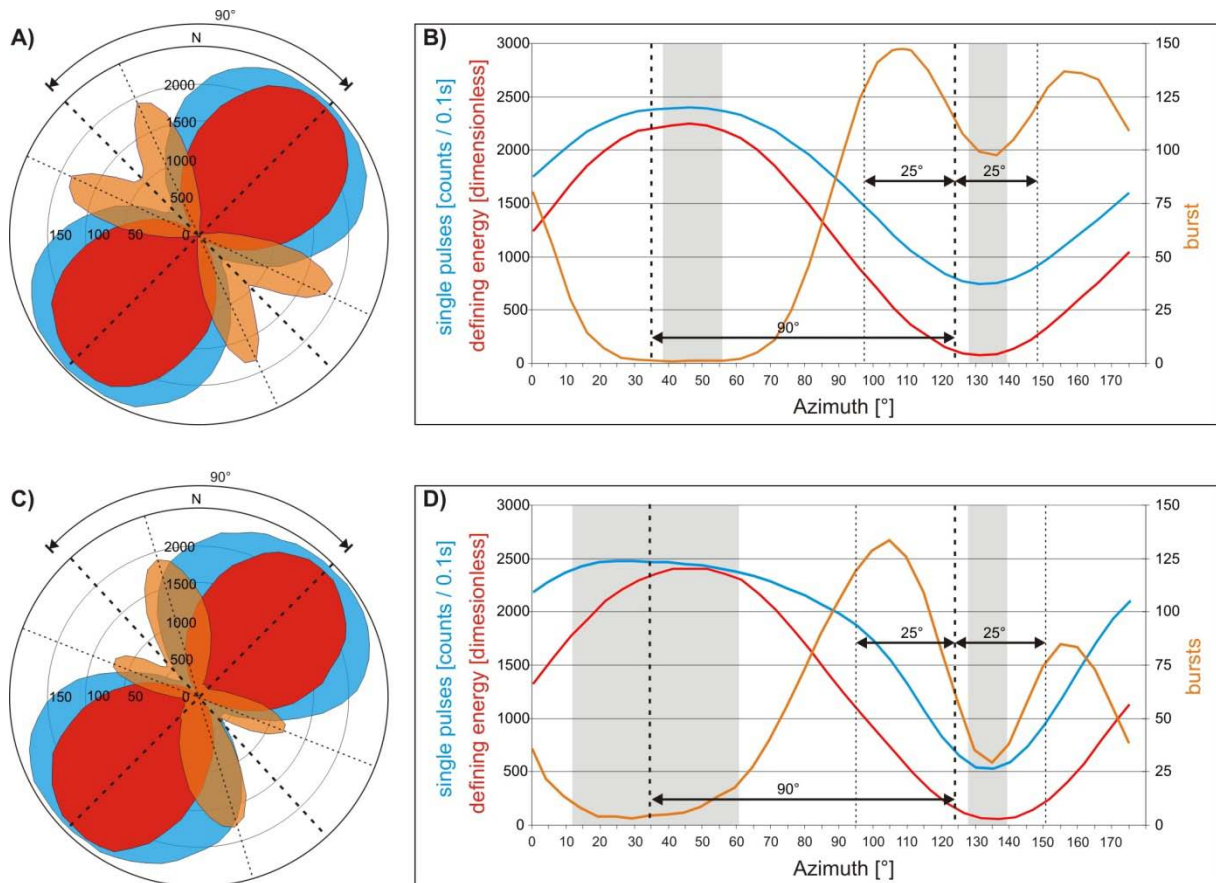 A)
90°
N
2000
1500
1000
500
150 100 50 0
B)
3000 150
2500 125
2000 100
1500 75
1000 50
500 25
0 0
single pulses [counts / 0.1s]
defining energy [dimensionless]
burst
25° 25°
90°
0 10 20 30 40 50 60 70 80 90 100 110 120 130 140 150 160 170
Azimuth [°]
C)
90°
N
2000
1500
1000
500
150 100 50 0
D)
3000 150
2500 125
2000 100
1500 75
1000 50
500 25
0 0
single pulses [counts / 0.1s]
defining energy [dimesionless]
bursts
25° 25°
90°
0 10 20 30 40 50 60 70 80 90 100 110 120 130 140 150 160 170
Azimuth [°]